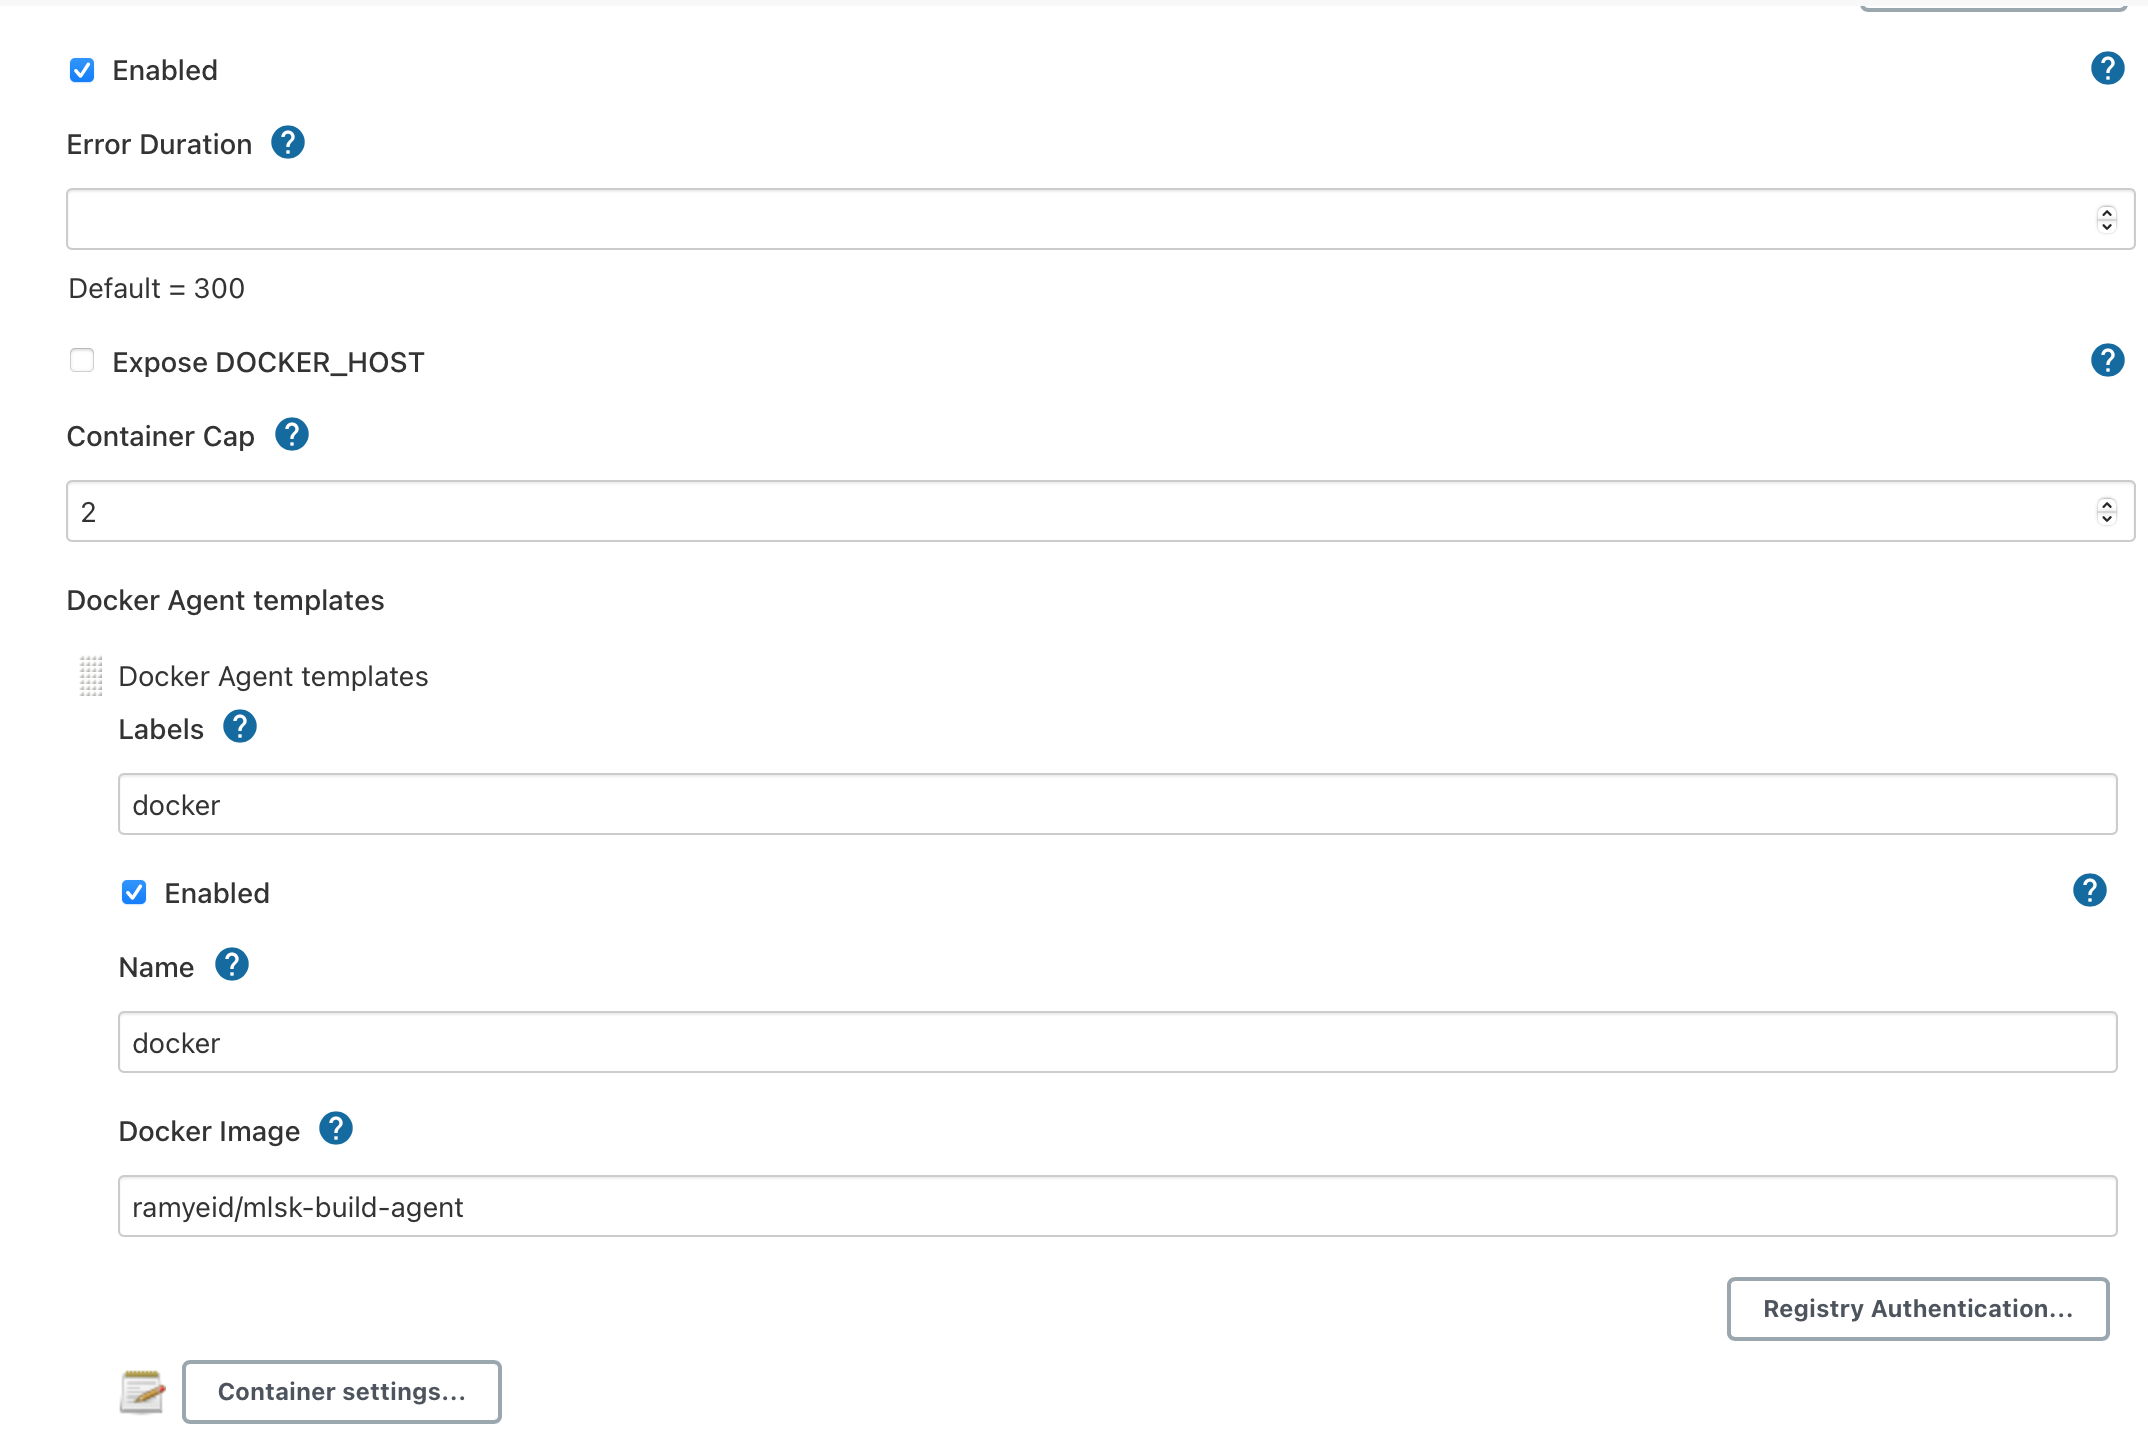 Enabled
?
Error Duration ?
Default = 300
Expose DOCKER_HOST
?
Container Cap ?
2
Docker Agent templates
Docker Agent templates
Labels ?
docker
Enabled
?
Name ?
docker
Docker Image ?
ramyeid/mlsk-build-agent
Registry Authentication...
Container settings...